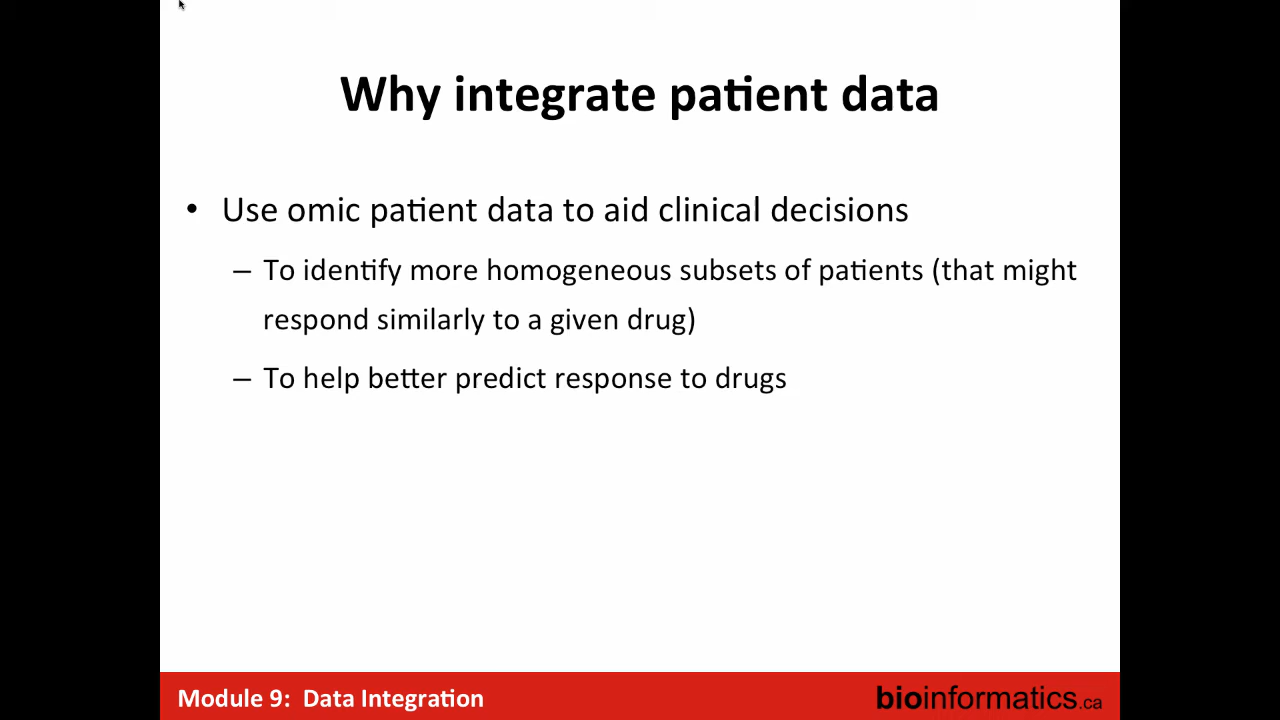 Why integrate patient data
• Use omic patient data to aid clinical decisions
– To identify more homogeneous subsets of patients (that might
respond similarly to a given drug)
– To help better predict response to drugs
Module 9: Data Integration
bioinformatics.ca